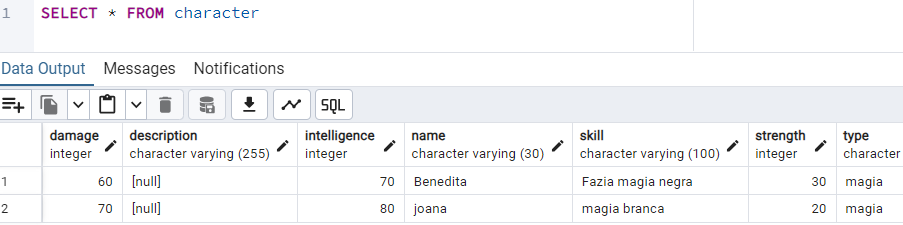 1 SELECT * FROM character
Data Output Messages Notifications
SQL
damage description intelligence name skill strength type
integer character varying (255) integer character varying (30) character varying (100) integer character
1 60 [null] 70 Benedita Fazia magia negra 30 magia
2 70 [null] 80 joana magia branca 20 magia